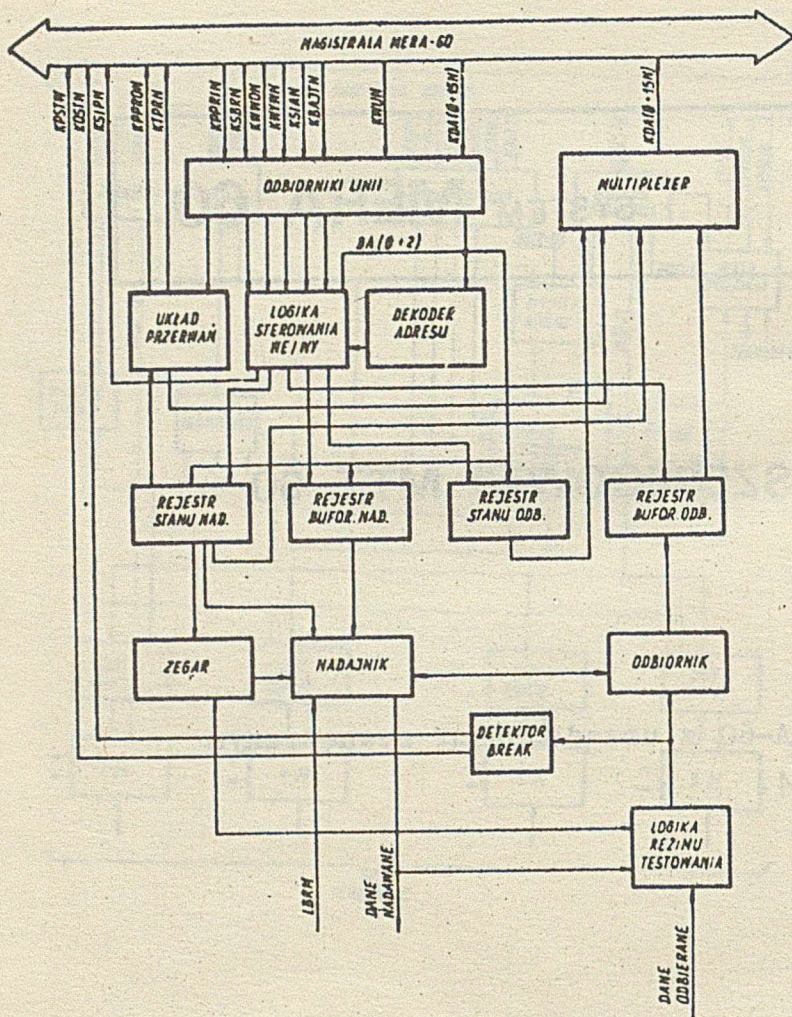 MAGISTRALA MERA-60
KPSTN
KOSTN
KSIPN
KPPRON
KTPRN
KPPRIN
KSBRN
KWNON
KWYRN
KSIAN
KBAJTN
KWUN
KDA(0÷15N)
KDA(0÷15N)
ODBIORNIKI LINII
MULTIPLEXER
DA(0÷2)
UKŁAD
PRZERWAŃ
LOGIKA
STEROWANIA
WE/WY
DEKODER
ADRESU
REJESTR
STANU NAD.
REJESTR
BUFOR. NAD.
REJESTR
STANU ODB.
REJESTR
BUFOR. ODB.
ZEGAR
NADAJNIK
ODBIORNIK
DETEKTOR
BREAK
LOGIKA
REŻIMU
TESTOWANIA
LBRN
DANE
NADAWANE
DANE
ODBIERANE